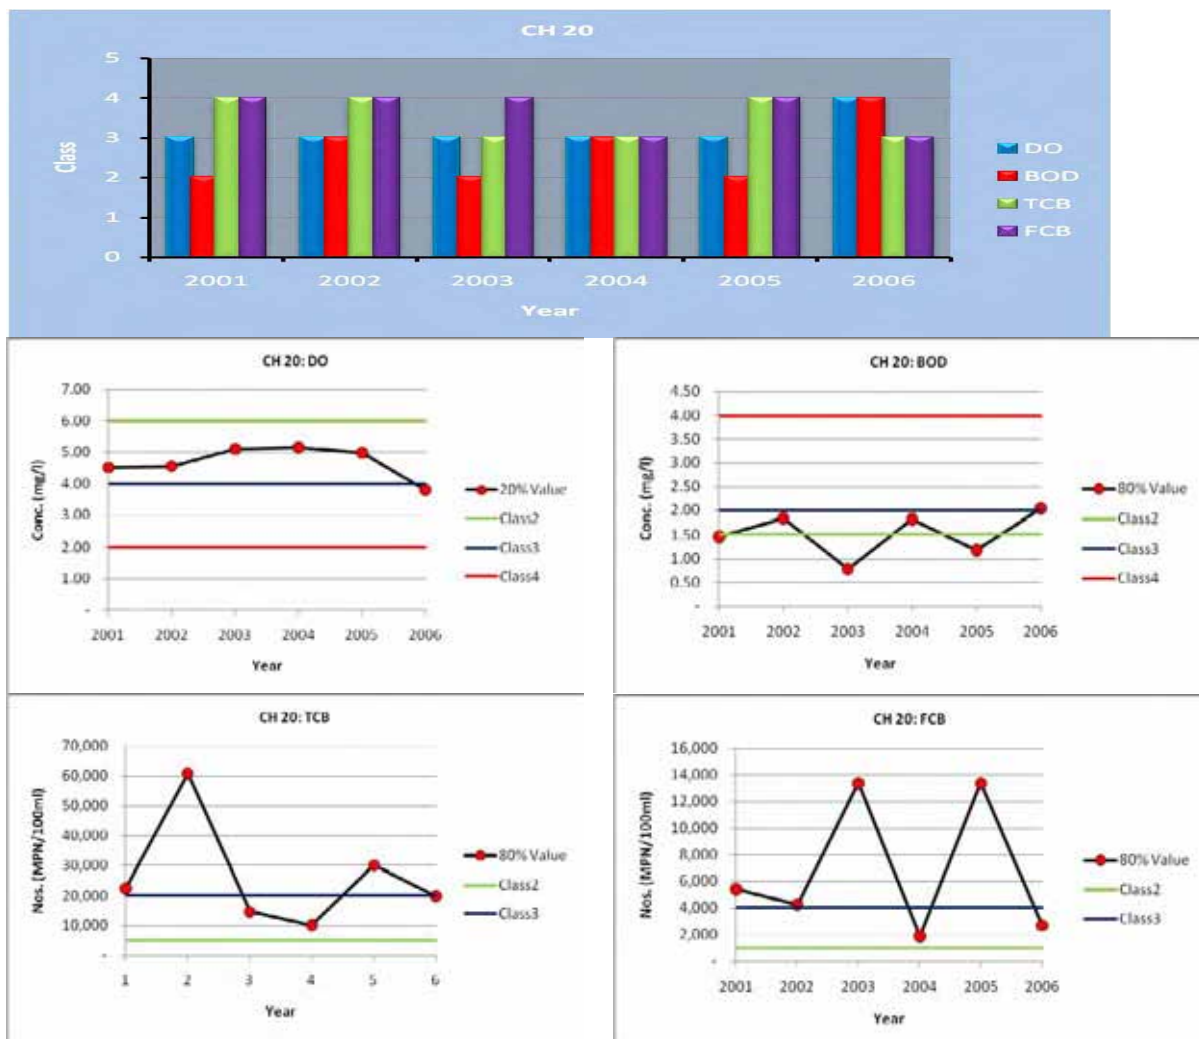 CH 20
5
4
3
2
1
0
Class
2001 2002 2003 2004 2005 2006
Year
DO
BOD
TCB
FCB
CH 20: DO
7.00
6.00
5.00
4.00
3.00
2.00
1.00
-
Conc. (mg/l)
2001 2002 2003 2004 2005 2006
Year
20% Value
Class2
Class3
Class4
CH 20: BOD
4.50
4.00
3.50
3.00
2.50
2.00
1.50
1.00
0.50
-
Conc. (mg/l)
2001 2002 2003 2004 2005 2006
Year
80% Value
Class2
Class3
Class4
CH 20: TCB
70,000
60,000
50,000
40,000
30,000
20,000
10,000
-
Nos. (MPN/100ml)
1 2 3 4 5 6
Year
80% Value
Class2
Class3
CH 20: FCB
16,000
14,000
12,000
10,000
8,000
6,000
4,000
2,000
-
Nos. (MPN/100ml)
2001 2002 2003 2004 2005 2006
Year
80% Value
Class2
Class3